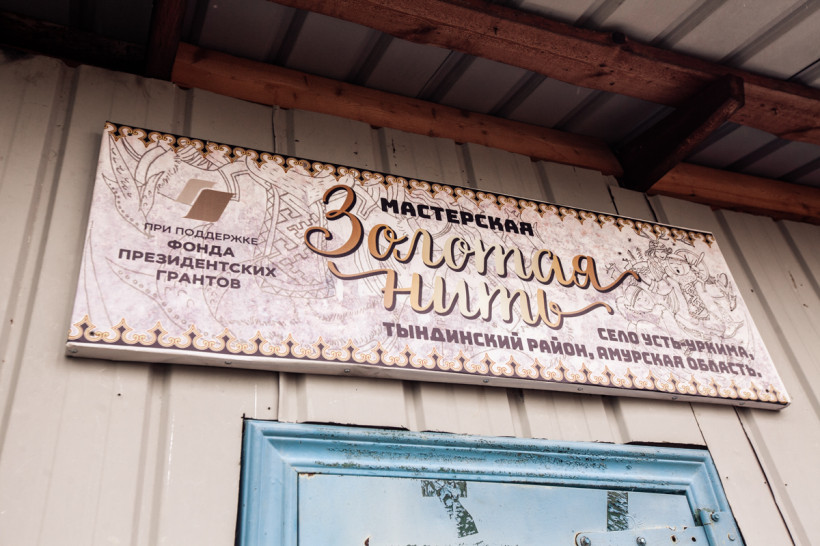 ПРИ ПОДДЕРЖКЕ
ФОНДА
ПРЕЗИДЕНТСКИХ
ГРАНТОВ
МАСТЕРСКАЯ
Золотая
нить
СЕЛО УСТЬ-УРКИМА,
ТЫНДИНСКИЙ РАЙОН, АМУРСКАЯ ОБЛАСТЬ.